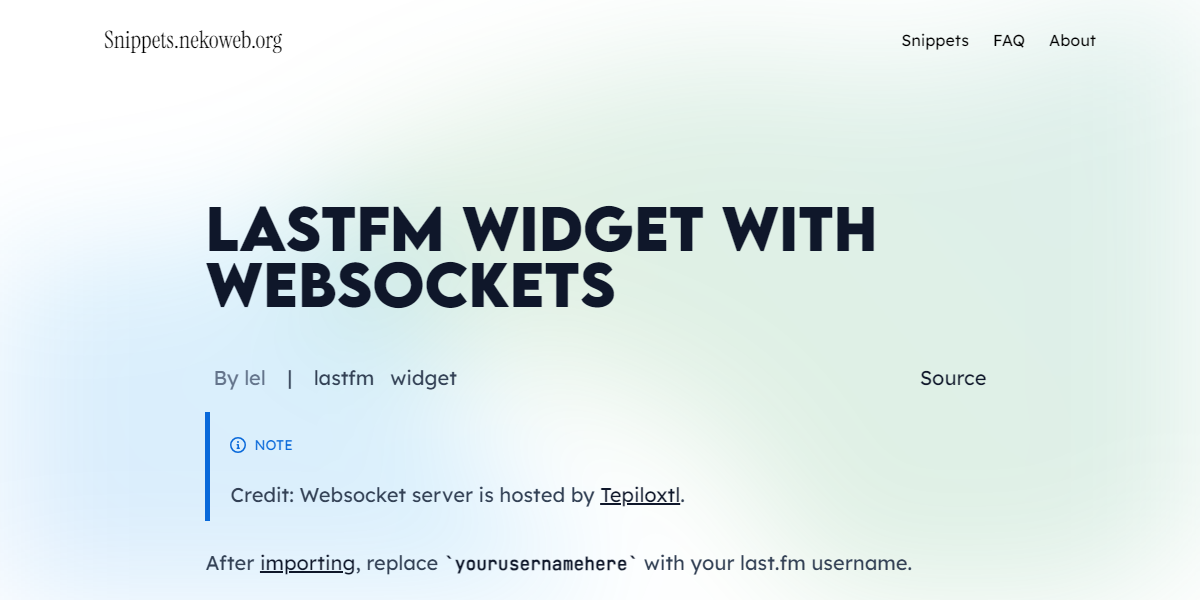 Snippets.nekoweb.org
Snippets FAQ About
LASTFM WIDGET WITH
WEBSOCKETS
By lel | lastfm widget Source
NOTE
Credit: Websocket server is hosted by Tepiloxtl.
After importing, replace `yourusernamehere` with your last.fm username.